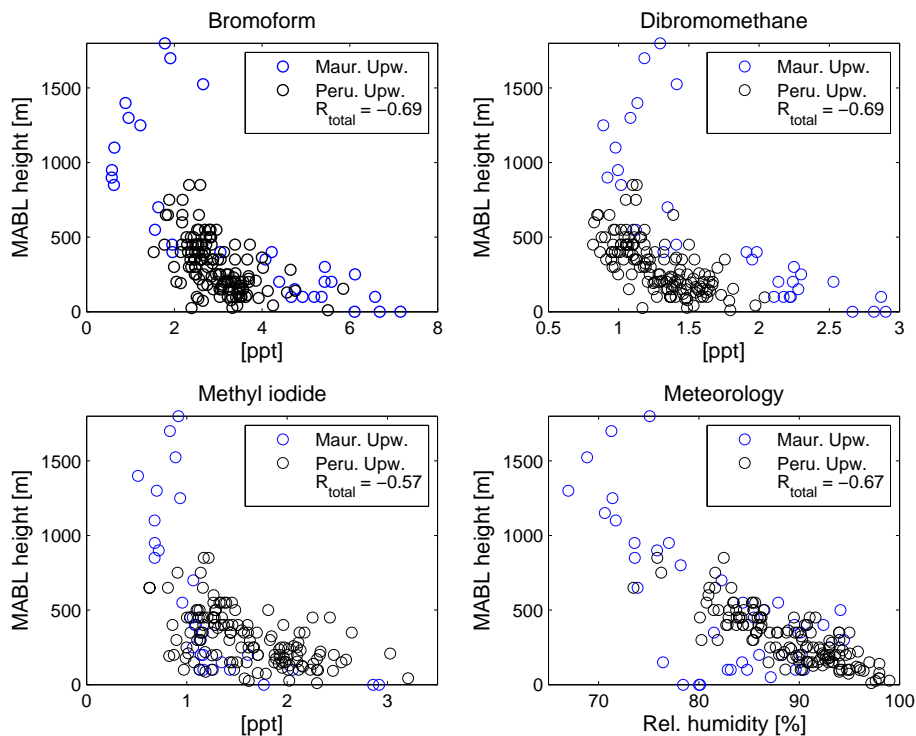 Bromoform
MABL height [m]
1500
1000
500
0
0 2 4 6 8
[ppt]
Maur. Upw.
Peru. Upw.
R_total = −0.69
Dibromomethane
MABL height [m]
1500
1000
500
0
0.5 1 1.5 2 2.5 3
[ppt]
Maur. Upw.
Peru. Upw.
R_total = −0.69
Methyl iodide
MABL height [m]
1500
1000
500
0
0 1 2 3
[ppt]
Maur. Upw.
Peru. Upw.
R_total = −0.57
Meteorology
MABL height [m]
1500
1000
500
0
70 80 90 100
Rel. humidity [%]
Maur. Upw.
Peru. Upw.
R_total = −0.67